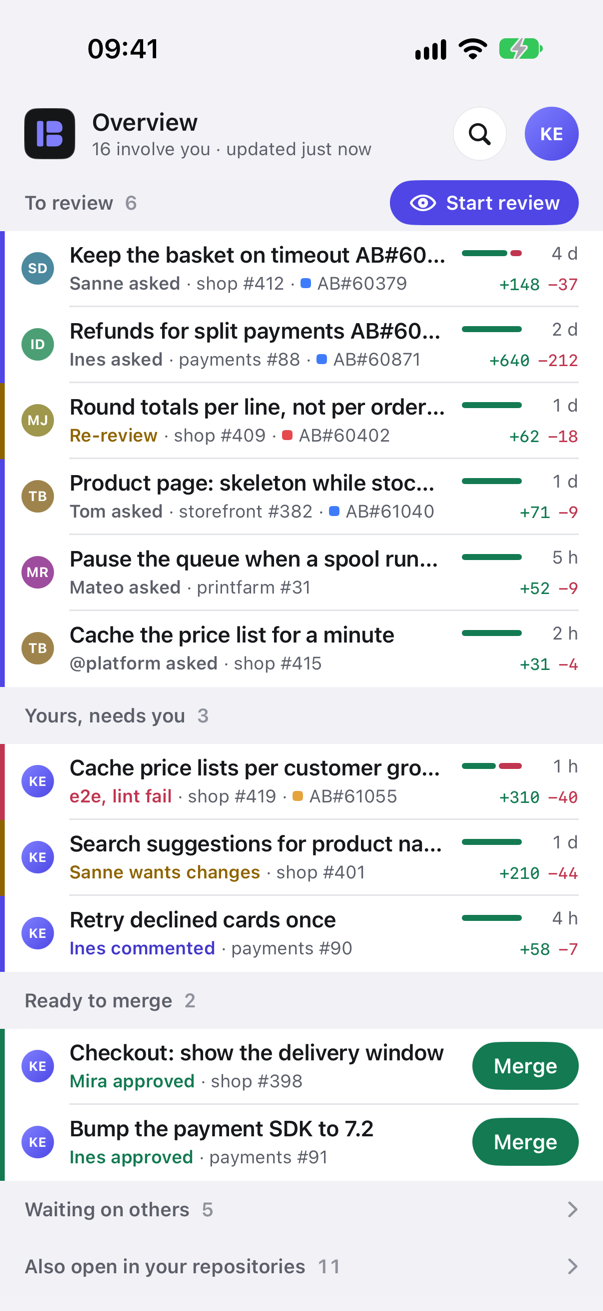 09:41
Overview
16 involve you · updated just now
KE
To review 6
Start review
SD
Keep the basket on timeout AB#60...
4 d
Sanne asked · shop #412 · AB#60379
+148 −37
ID
Refunds for split payments AB#60...
2 d
Ines asked · payments #88 · AB#60871
+640 −212
MJ
Round totals per line, not per order...
1 d
Re-review · shop #409 · AB#60402
+62 −18
TB
Product page: skeleton while stoc...
1 d
Tom asked · storefront #382 · AB#61040
+71 −9
MR
Pause the queue when a spool run...
5 h
Mateo asked · printfarm #31
+52 −9
TB
Cache the price list for a minute
2 h
@platform asked · shop #415
+31 −4
Yours, needs you 3
KE
Cache price lists per customer gro...
1 h
e2e, lint fail · shop #419 · AB#61055
+310 −40
KE
Search suggestions for product na...
1 d
Sanne wants changes · shop #401
+210 −44
KE
Retry declined cards once
4 h
Ines commented · payments #90
+58 −7
Ready to merge 2
KE
Checkout: show the delivery window
Mira approved · shop #398
Merge
KE
Bump the payment SDK to 7.2
Ines approved · payments #91
Merge
Waiting on others 5
Also open in your repositories 11